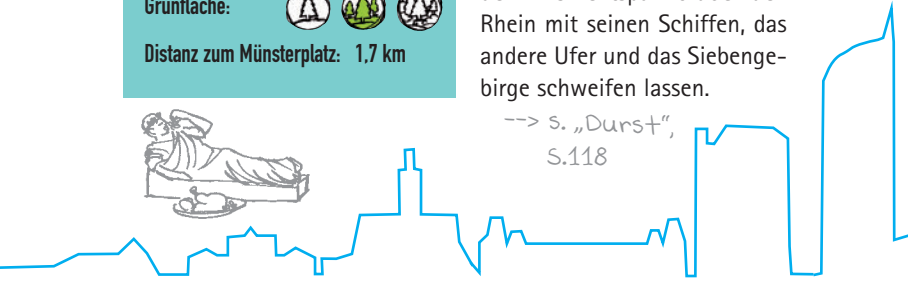 Grünfläche:
Distanz zum Münsterplatz: 1,7 km
Rhein mit seinen Schiffen, das
andere Ufer und das Siebenge-
birge schweifen lassen.
--> s. „Durst“,
S.118